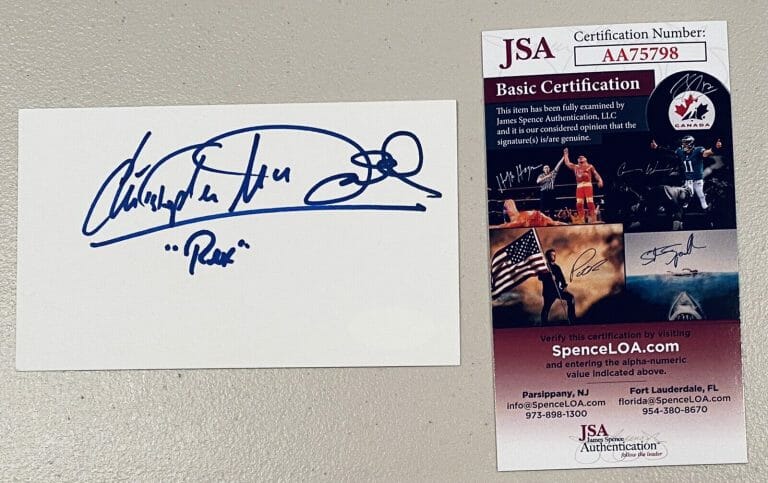 Christopher
"Rex"
JSA
Certification Number:
AA75798
Basic Certification
This item has been fully examined by
James Spence Authentication, LLC
and it is our considered opinion that the
signature(s) is/are genuine.
CANADA
11
Verify this certification by visiting
SpenceLOA.com
and entering the alpha-numeric
value indicated above.
Parsippany, NJ
info@SpenceLOA.com
973-898-1300
Fort Lauderdale, FL
florida@SpenceLOA.com
954-380-8670
JSA
James Spence
Authentication
follow the leader